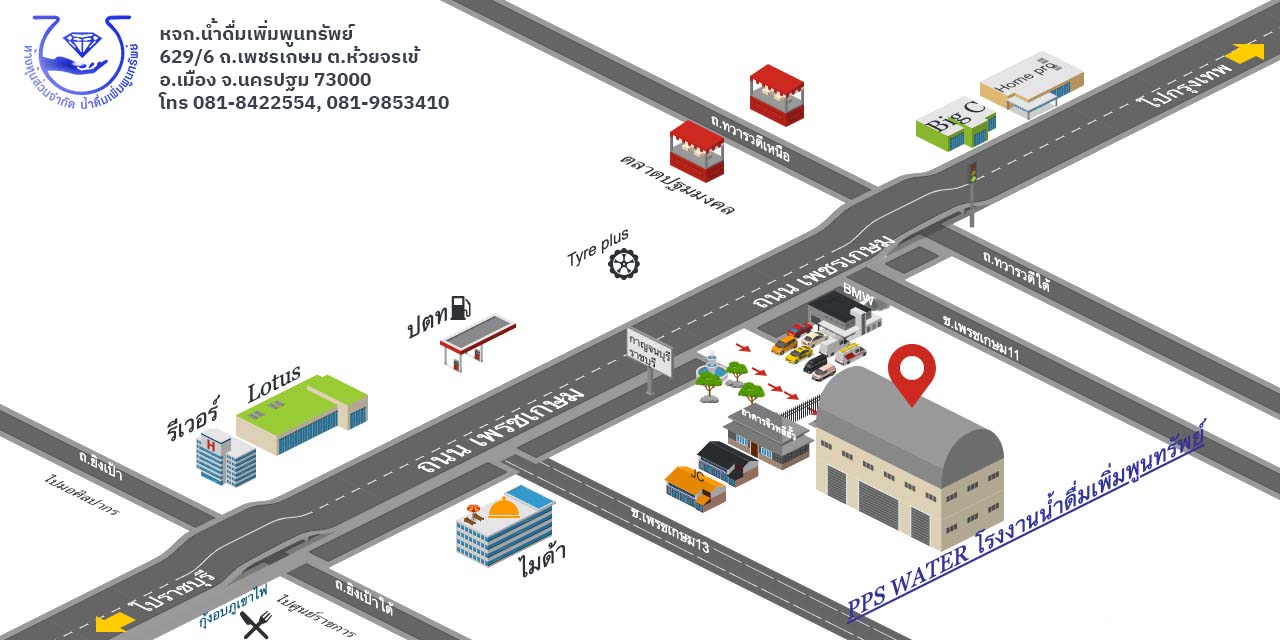 หจก.น้ำดื่มเพิ่มพูนทรัพย์
629/6 ถ.เพชรเกษม ต.ห้วยจรเข้
อ.เมือง จ.นครปฐม 73000
โทร 081-8422554, 081-9853410
ห้างหุ้นส่วนจำกัด น้ำดื่มเพิ่มพูนทรัพย์
Home pro
Big C
ไปกรุงเทพ
ถ.ทวารวดีเหนือ
ตลาดปฐมมงคล
Tyre plus
ถนน เพชรเกษม
ถ.ทวารวดีใต้
BMW
ซ.เพรชเกษม11
ปตท
กาญจนบุรี
ราชบุรี
Lotus
รีเวอร์
H
ถนน เพชรเกษม
อาคารจิวหลียั้ว
JC
ถ.ยิงเป้า
ไปมอศิลปากร
ซ.เพรชเกษม13
PPS WATER โรงงานน้ำดื่มเพิ่มพูนทรัพย์
ไมด้า
ไปราชบุรี
กุ้งอบภูเขาไฟ
ถ.ยิงเป้าใต้
ไปศูนย์ราชการ